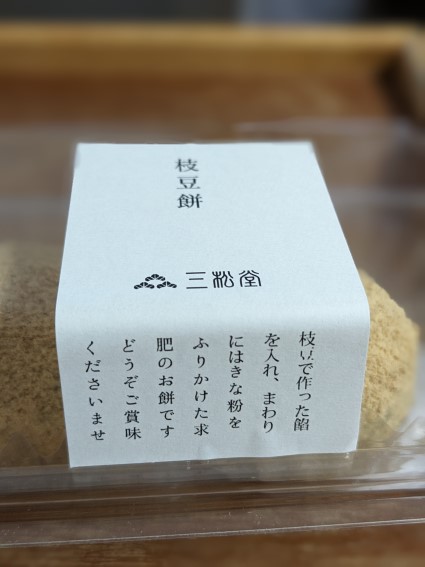 枝豆餅
三松堂
枝豆で作った餡
を入れ、まわり
にはきな粉を
ふりかけた求
肥のお餅です
どうぞご賞味
くださいませ